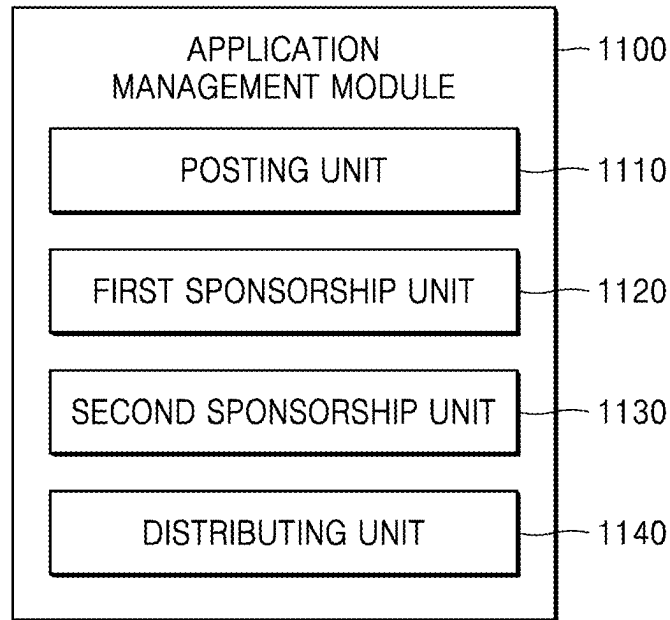 APPLICATION 1100
MANAGEMENT MODULE
POSTING UNIT 1110
FIRST SPONSORSHIP UNIT 1120
SECOND SPONSORSHIP UNIT 1130
DISTRIBUTING UNIT 1140